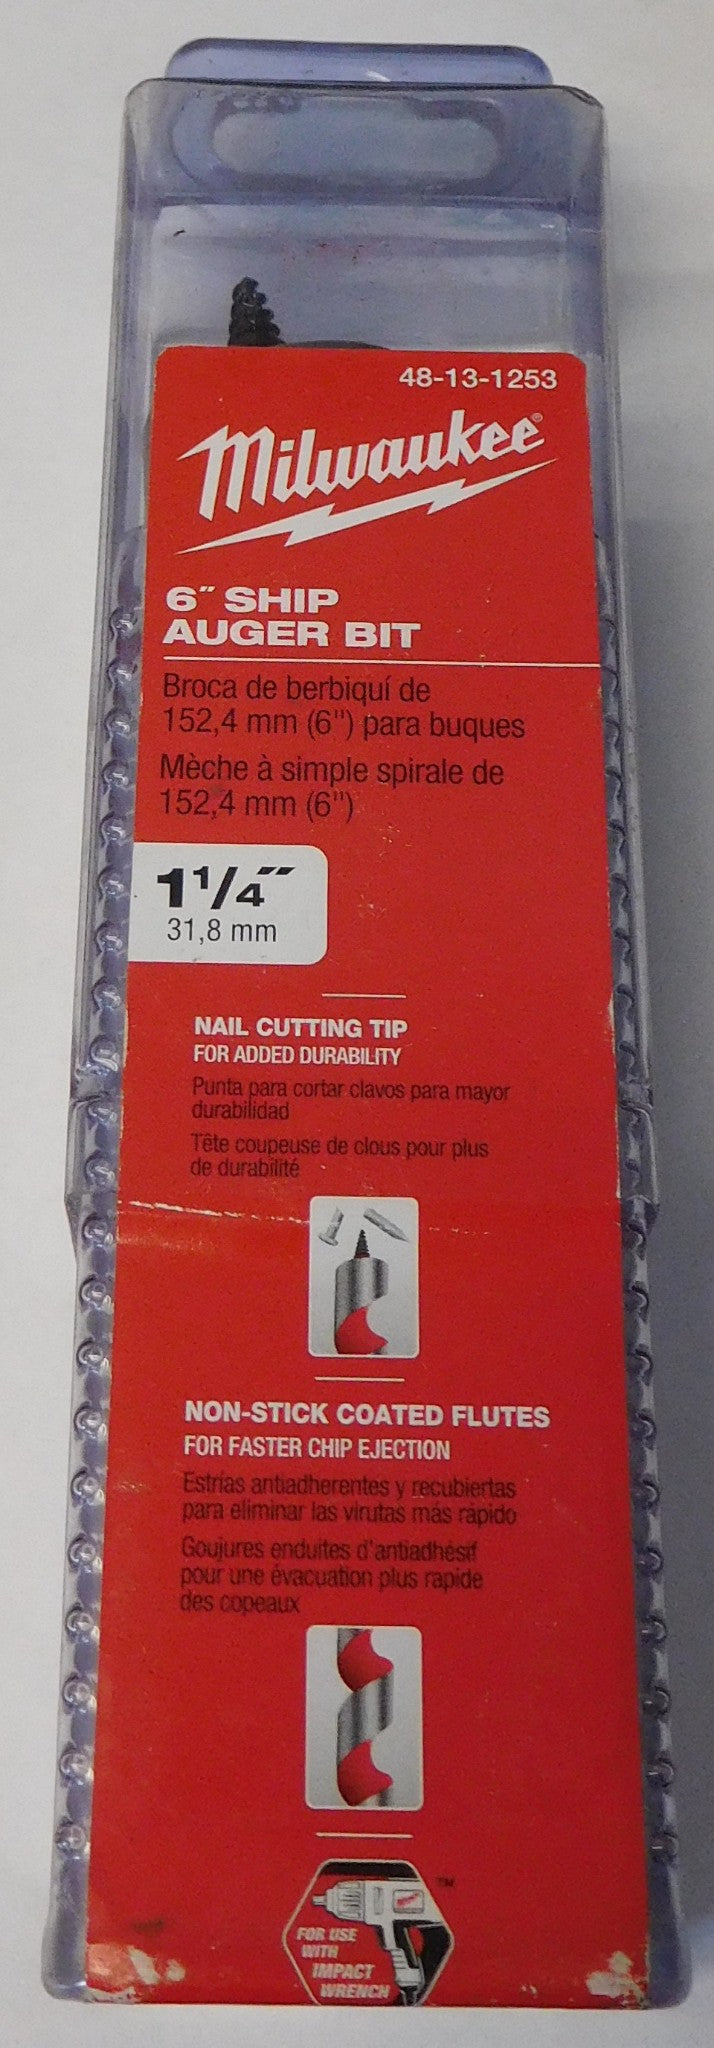 48-13-1253
Milwaukee®
6" SHIP
AUGER BIT
Broca de berbiquí de
152,4 mm (6") para buques
Mèche à simple spirale de
152,4 mm (6")
1 1/4"
31,8 mm
NAIL CUTTING TIP
FOR ADDED DURABILITY
Punta para cortar clavos para mayor
durabilidad
Tête coupeuse de clous pour plus
de durabilité
NON-STICK COATED FLUTES
FOR FASTER CHIP EJECTION
Estrías antiadherentes y recubiertas
para eliminar las virutas más rápido
Goujures enduites d'antiadhésif
pour une évacuation plus rapide
des copeaux
TM
FOR USE
WITH
IMPACT
WRENCH